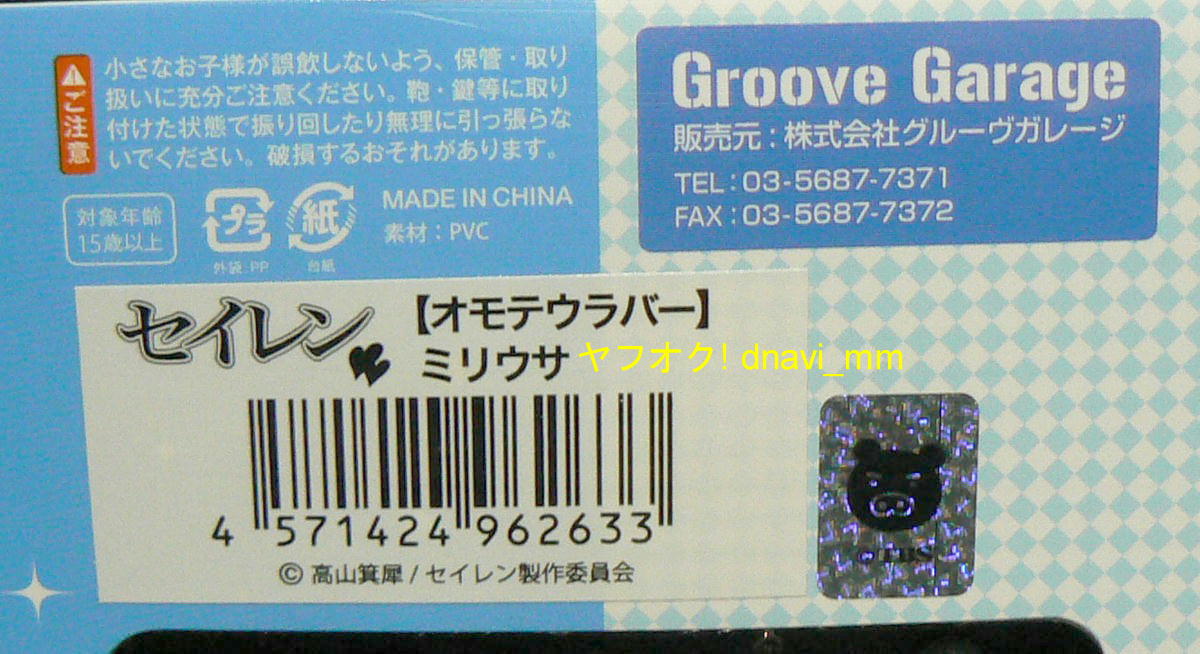 ご注意
小さなお子様が誤飲しないよう、保管・取り
扱いに充分ご注意ください。鞄・鍵等に取り
付けた状態で振り回したり無理に引っ張らな
いでください。破損するおそれがあります。
対象年齢
15歳以上
プラ
外袋:PP
紙
台紙
MADE IN CHINA
素材：PVC
Groove Garage
販売元：株式会社グルーヴガレージ
TEL：03-5687-7371
FAX：03-5687-7372
セイレン
【オモテウラバー】
ミリウサ
ヤフオク! dnavi_mm
4 571424 962633
© 高山箕犀 / セイレン製作委員会
©TBS